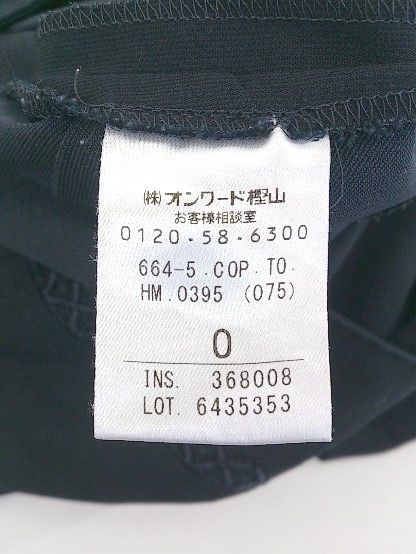 ㈱オンワード樫山
お客様相談室
0120-58-6300
664-5.COP.TO.
HM.0395 (075)
0
INS. 368008
LOT. 6435353